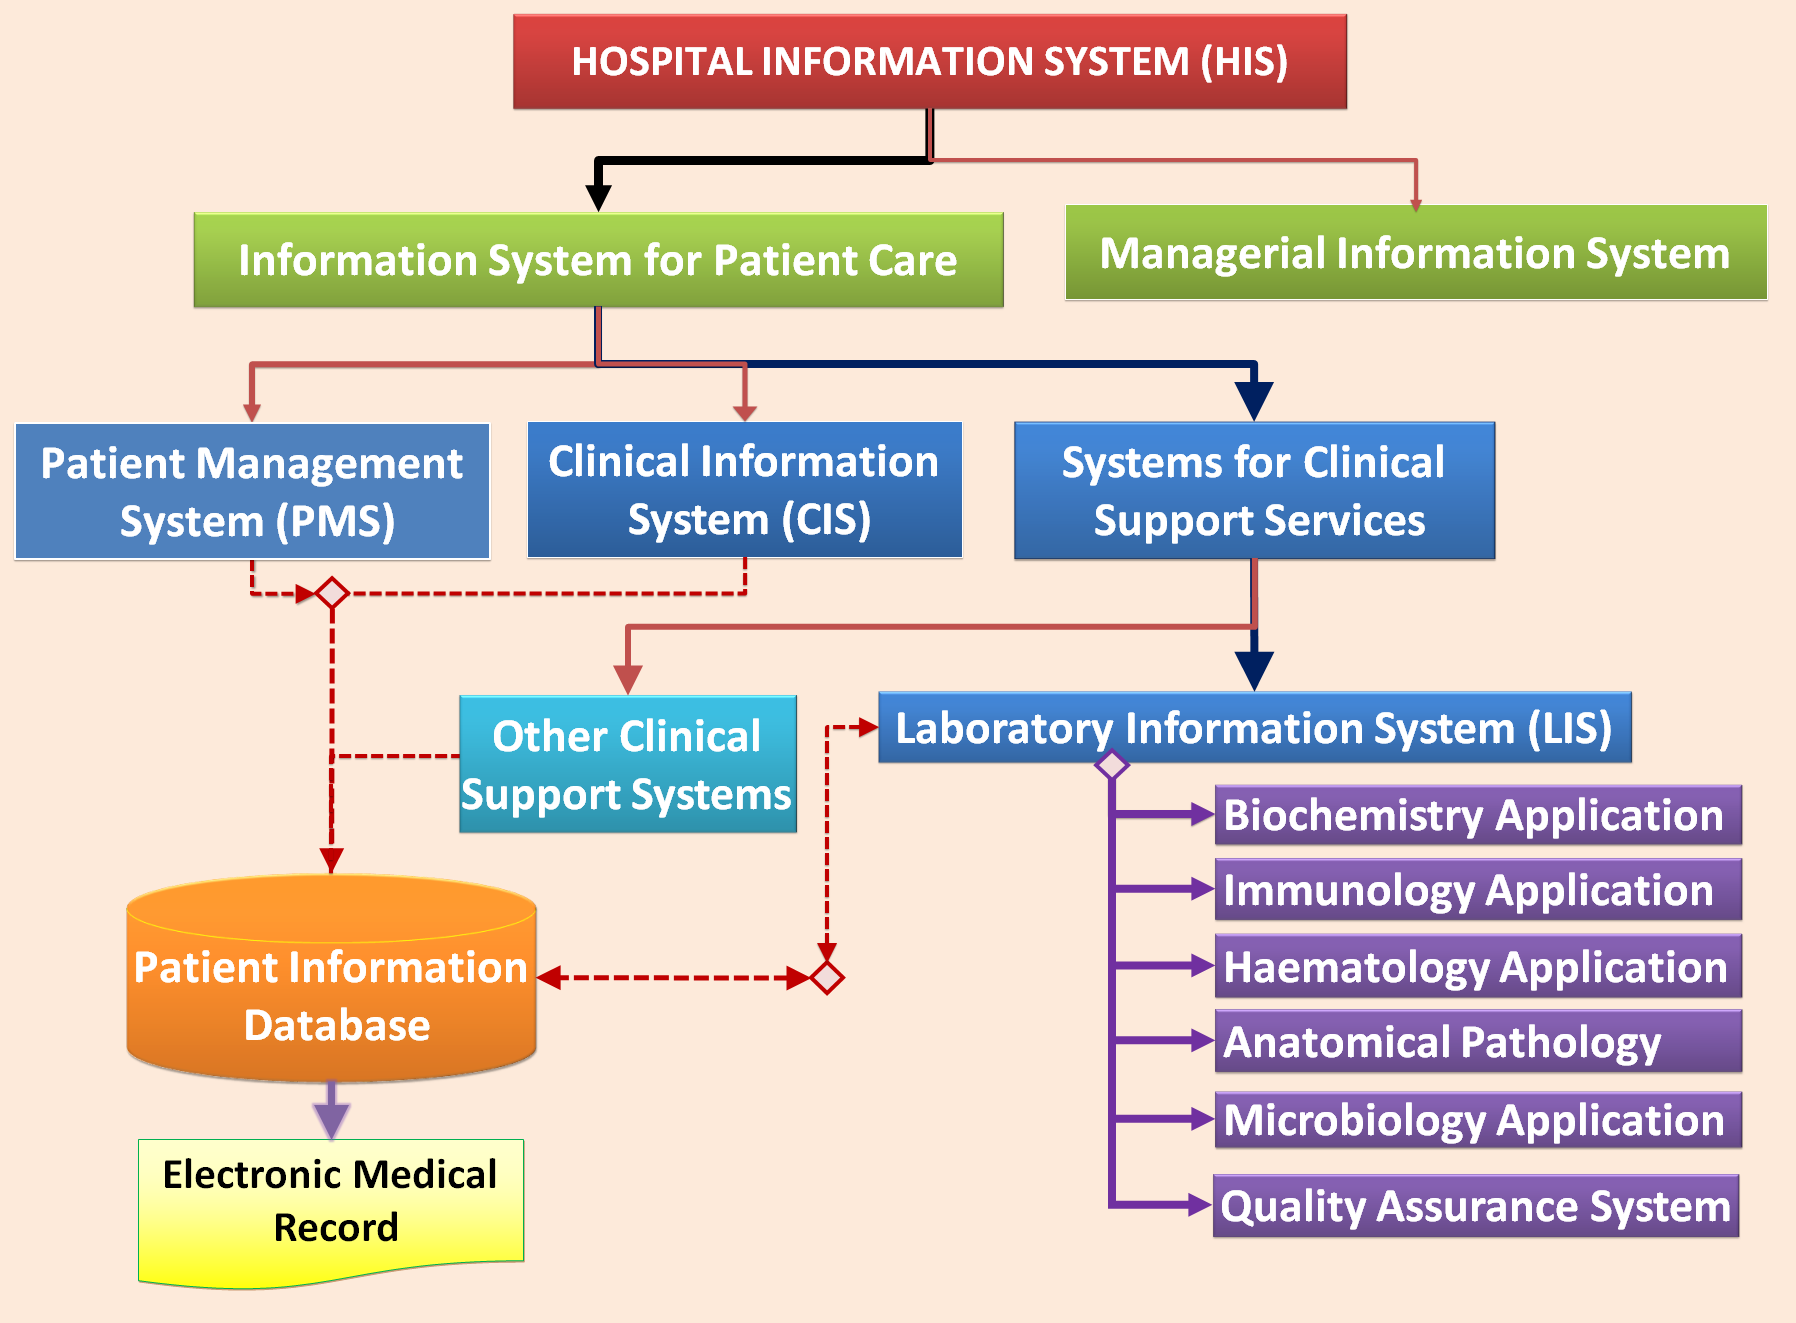 HOSPITAL INFORMATION SYSTEM (HIS)
Information System for Patient Care
Managerial Information System
Patient Management
System (PMS)
Clinical Information
System (CIS)
Systems for Clinical
Support Services
Other Clinical
Support Systems
Laboratory Information System (LIS)
Biochemistry Application
Immunology Application
Haematology Application
Anatomical Pathology
Microbiology Application
Quality Assurance System
Patient Information
Database
Electronic Medical
Record